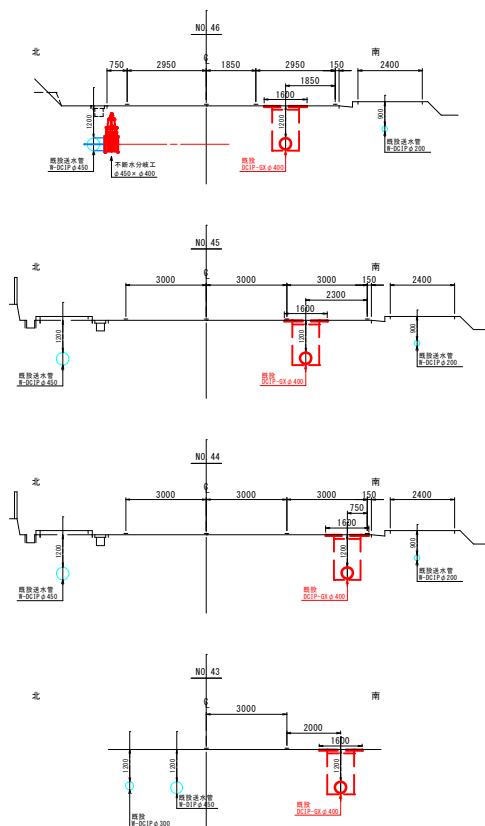 NO.46
北
南
750
2950
1850
2950
150
2400
1850
1600
1200
1200
900
既設送水管
W-DCIPφ450
不断水分岐工
φ450×φ400
既設
DCIP-GXφ400
既設送水管
W-DCIPφ200
NO.45
北
南
3000
3000
3000
150
2400
2300
1600
1200
1200
900
既設送水管
W-DCIPφ450
既設
DCIP-GXφ400
既設送水管
W-DCIPφ200
NO.44
北
南
3000
3000
3000
150
2400
750
1600
1200
1200
900
既設送水管
W-DCIPφ450
既設
DCIP-GXφ400
既設送水管
W-DCIPφ200
NO.43
北
南
3000
2000
1600
1200
1200
1200
既設送水管
W-DIPφ450
既設
W-DCIPφ300
既設
DCIP-GXφ400